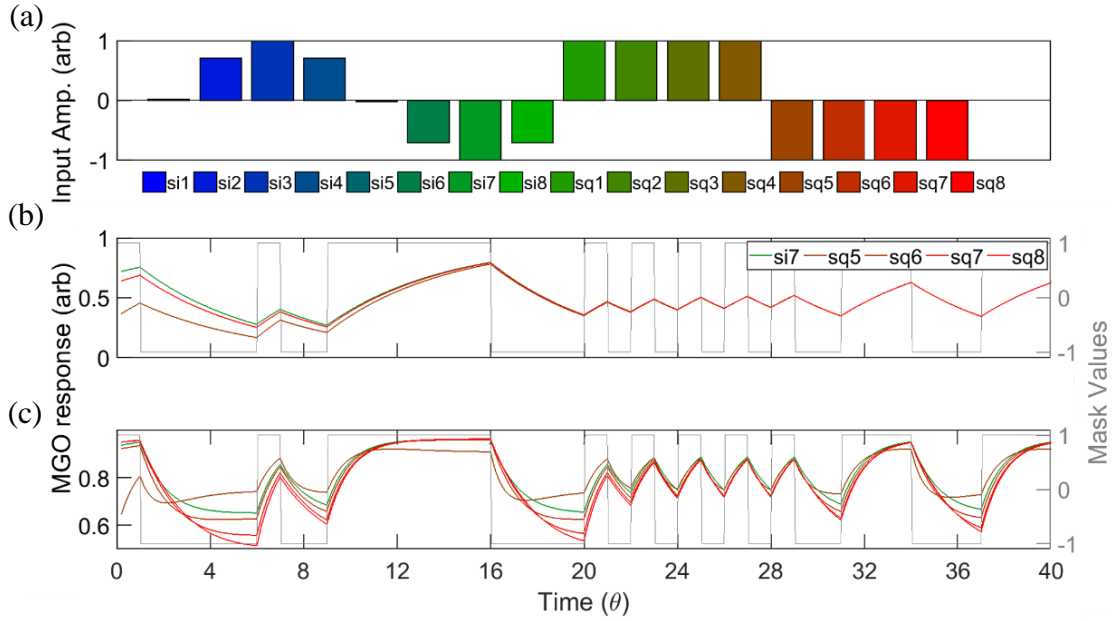 (a)
Input Amp. (arb)
1
0
-1
si1 si2 si3 si4 si5 si6 si7 si8 sq1 sq2 sq3 sq4 sq5 sq6 sq7 sq8
(b)
MGO response (arb)
1
0.5
0
si7 sq5 sq6 sq7 sq8
1
0
-1
Mask Values
(c)
0.8
0.6
1
0
-1
0 4 8 12 16 20 24 28 32 36 40
Time (θ)